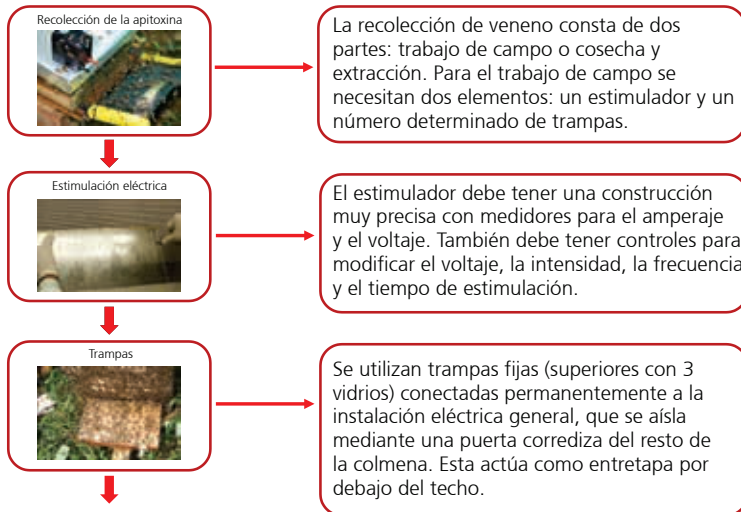 Recolección de la apitoxina
La recolección de veneno consta de dos
partes: trabajo de campo o cosecha y
extracción. Para el trabajo de campo se
necesitan dos elementos: un estimulador y un
número determinado de trampas.
Estimulación eléctrica
El estimulador debe tener una construcción
muy precisa con medidores para el amperaje
y el voltaje. También debe tener controles para
modificar el voltaje, la intensidad, la frecuencia
y el tiempo de estimulación.
Trampas
Se utilizan trampas fijas (superiores con 3
vidrios) conectadas permanentemente a la
instalación eléctrica general, que se aísla
mediante una puerta corrediza del resto de
la colmena. Esta actúa como entretapa por
debajo del techo.